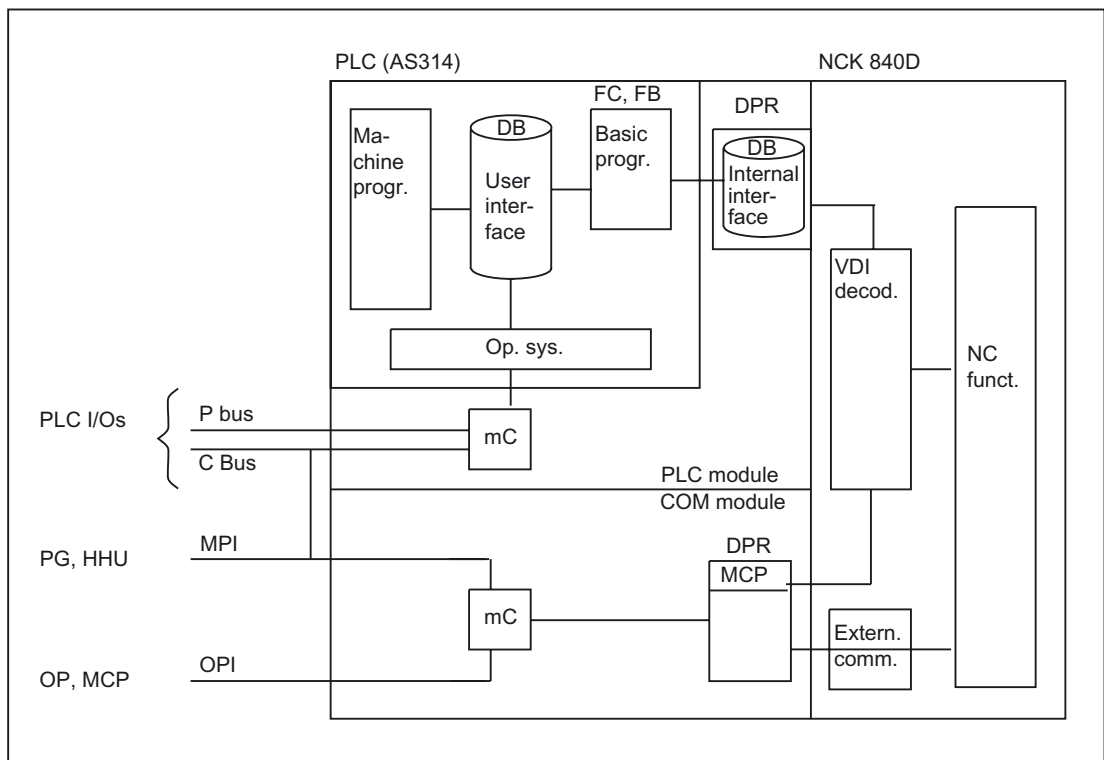 PLC (AS314)
NCK 840D
FC, FB
DPR
Ma-
chine
progr.
DB
User
inter-
face
Basic
progr.
DB
Internal
inter-
face
VDI
decod.
NC
funct.
Op. sys.
PLC I/Os
P bus
C Bus
mC
PLC module
COM module
PG, HHU
MPI
DPR
MCP
mC
Extern.
comm.
OP, MCP
OPI